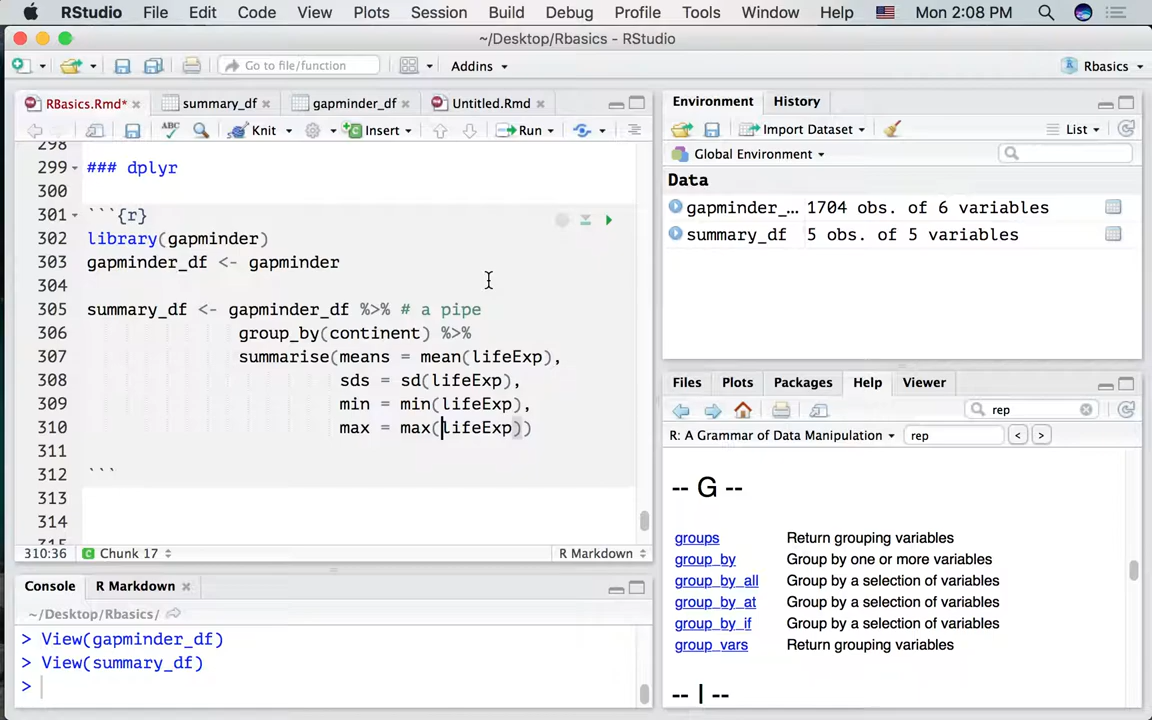 RStudio File Edit Code View Plots Session Build Debug Profile Tools Window Help Mon 2:08 PM
~/Desktop/Rbasics - RStudio
Go to file/function Addins Rbasics
RBasics.Rmd* × summary_df × gapminder_df × Untitled.Rmd ×
ABC Knit Insert Run
298
299 ### dplyr
300
301 ```{r}
302 library(gapminder)
303 gapminder_df <- gapminder
304
305 summary_df <- gapminder_df %>% # a pipe
306 group_by(continent) %>%
307 summarise(means = mean(lifeExp),
308 sds = sd(lifeExp),
309 min = min(lifeExp),
310 max = max(lifeExp))
311
312 ```
313
314
315
310:36 C Chunk 17 R Markdown
Console R Markdown ×
~/Desktop/Rbasics/
> View(gapminder_df)
> View(summary_df)
>
Environment History
Import Dataset List
Global Environment
Data
gapminder_... 1704 obs. of 6 variables
summary_df 5 obs. of 5 variables
Files Plots Packages Help Viewer
rep
R: A Grammar of Data Manipulation rep < >
-- G --
groups Return grouping variables
group_by Group by one or more variables
group_by_all Group by a selection of variables
group_by_at Group by a selection of variables
group_by_if Group by a selection of variables
group_vars Return grouping variables
-- I --